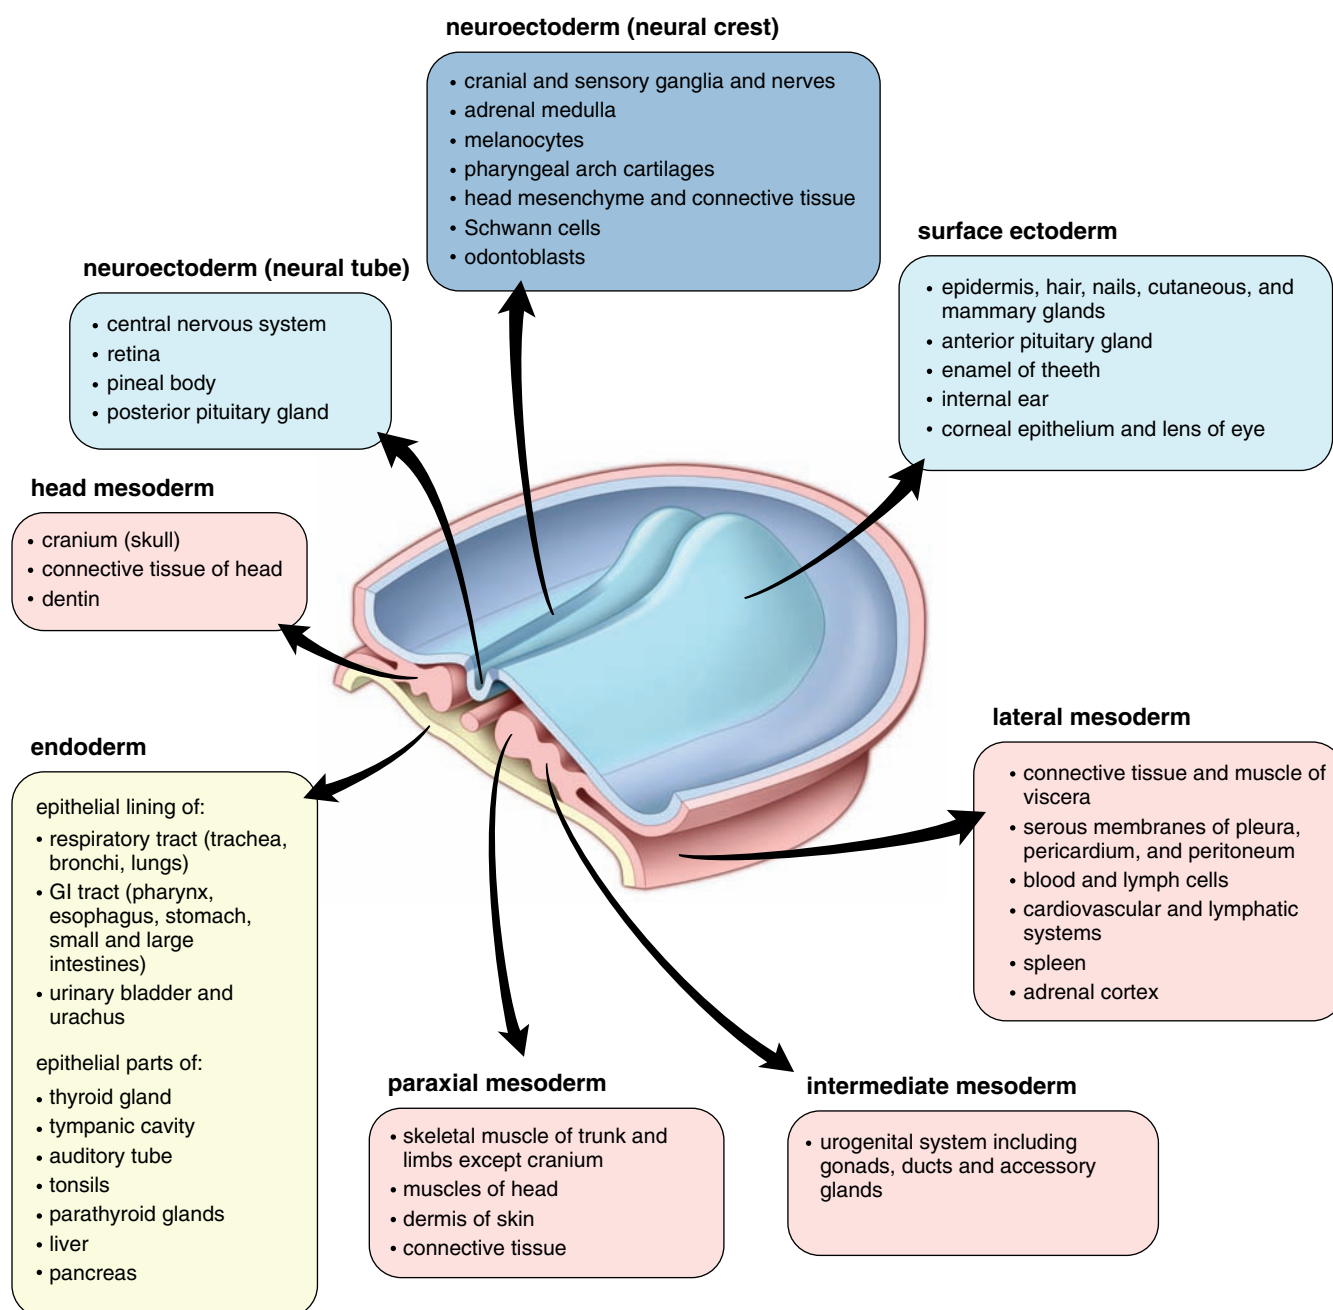 neuroectoderm (neural crest)
• cranial and sensory ganglia and nerves
• adrenal medulla
• melanocytes
• pharyngeal arch cartilages
• head mesenchyme and connective tissue
• Schwann cells
• odontoblasts
surface ectoderm
• epidermis, hair, nails, cutaneous, and
mammary glands
• anterior pituitary gland
• enamel of theeth
• internal ear
• corneal epithelium and lens of eye
neuroectoderm (neural tube)
• central nervous system
• retina
• pineal body
• posterior pituitary gland
head mesoderm
• cranium (skull)
• connective tissue of head
• dentin
lateral mesoderm
• connective tissue and muscle of
viscera
• serous membranes of pleura,
pericardium, and peritoneum
• blood and lymph cells
• cardiovascular and lymphatic
systems
• spleen
• adrenal cortex
endoderm
epithelial lining of:
• respiratory tract (trachea,
bronchi, lungs)
• GI tract (pharynx,
esophagus, stomach,
small and large
intestines)
• urinary bladder and
urachus
epithelial parts of:
• thyroid gland
• tympanic cavity
• auditory tube
• tonsils
• parathyroid glands
• liver
• pancreas
paraxial mesoderm
• skeletal muscle of trunk and
limbs except cranium
• muscles of head
• dermis of skin
• connective tissue
intermediate mesoderm
• urogenital system including
gonads, ducts and accessory
glands